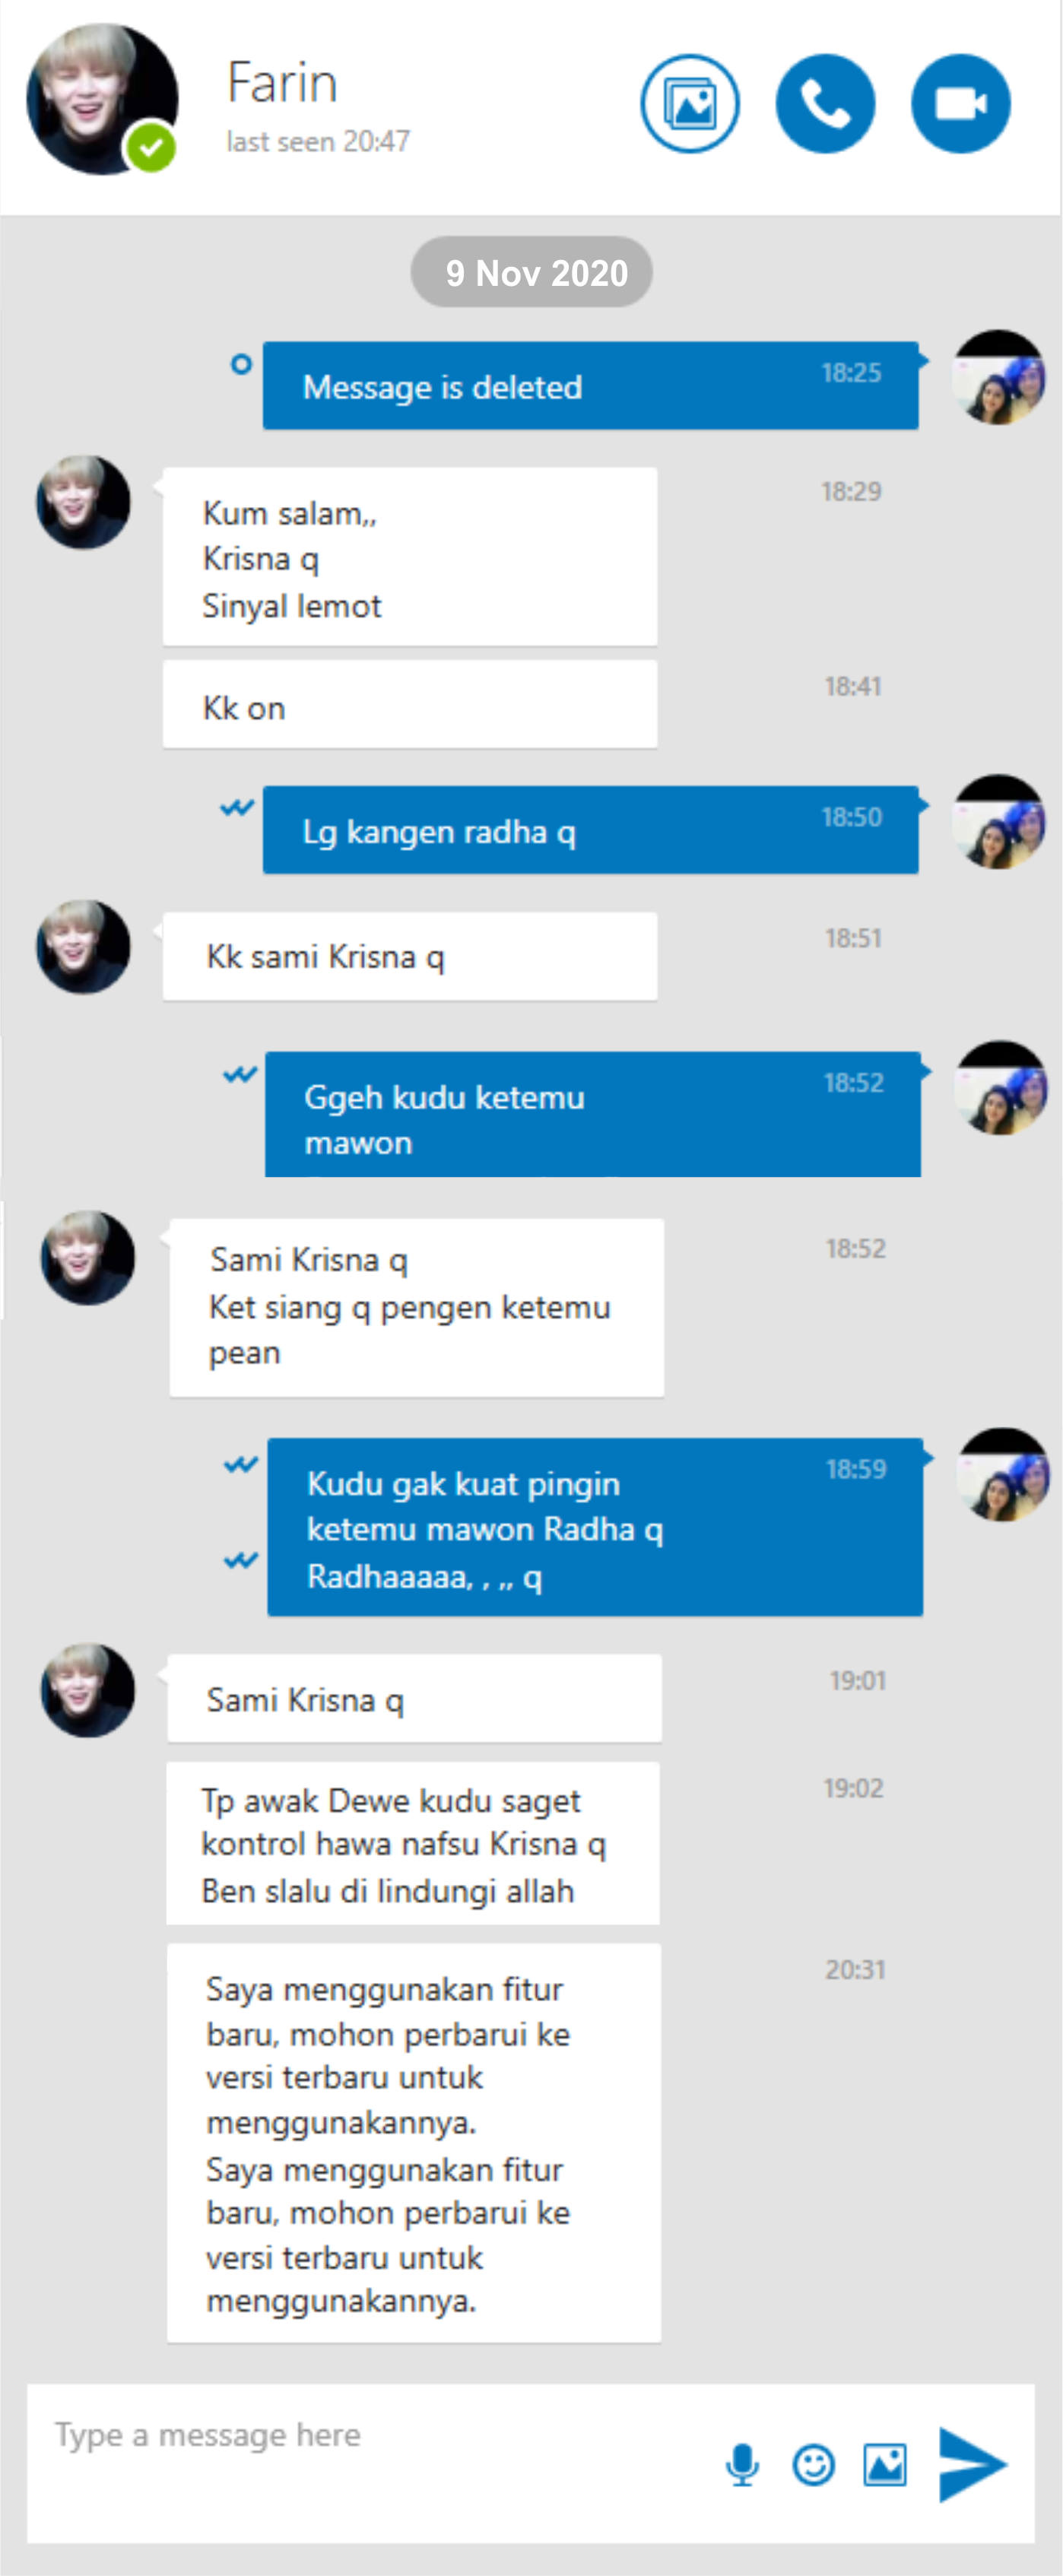 Farin
last seen 20:47
9 Nov 2020
Message is deleted
18:25
Kum salam,,
Krisna q
Sinyal lemot
18:29
Kk on
18:41
Lg kangen radha q
18:50
Kk sami Krisna q
18:51
Ggeh kudu ketemu
mawon
18:52
Sami Krisna q
Ket siang q pengen ketemu
pean
18:52
Kudu gak kuat pingin
ketemu mawon Radha q
Radhaaaaa, , ,, q
18:59
Sami Krisna q
19:01
Tp awak Dewe kudu saget
kontrol hawa nafsu Krisna q
Ben slalu di lindungi allah
19:02
Saya menggunakan fitur
baru, mohon perbarui ke
versi terbaru untuk
menggunakannya.
Saya menggunakan fitur
baru, mohon perbarui ke
versi terbaru untuk
menggunakannya.
20:31
Type a message here